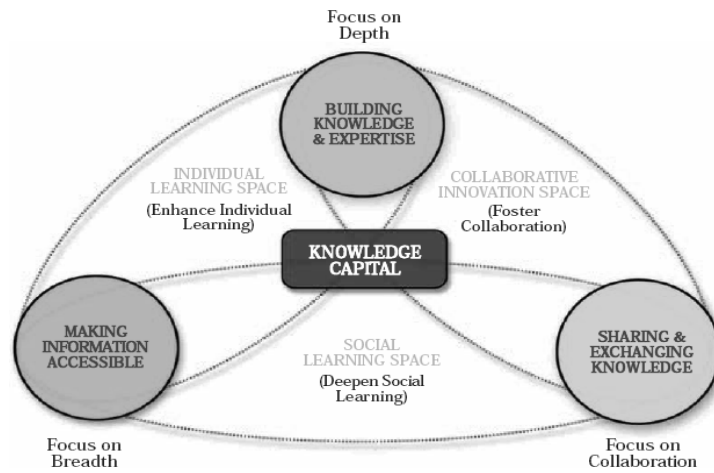 Focus on
Depth
BUILDING
KNOWLEDGE
& EXPERTISE
INDIVIDUAL
LEARNING SPACE
(Enhance Individual
Learning)
COLLABORATIVE
INNOVATION SPACE
(Foster
Collaboration)
KNOWLEDGE
CAPITAL
MAKING
INFORMATION
ACCESSIBLE
SOCIAL
LEARNING SPACE
(Deepen Social
Learning)
SHARING &
EXCHANGING
KNOWLEDGE
Focus on
Breadth
Focus on
Collaboration